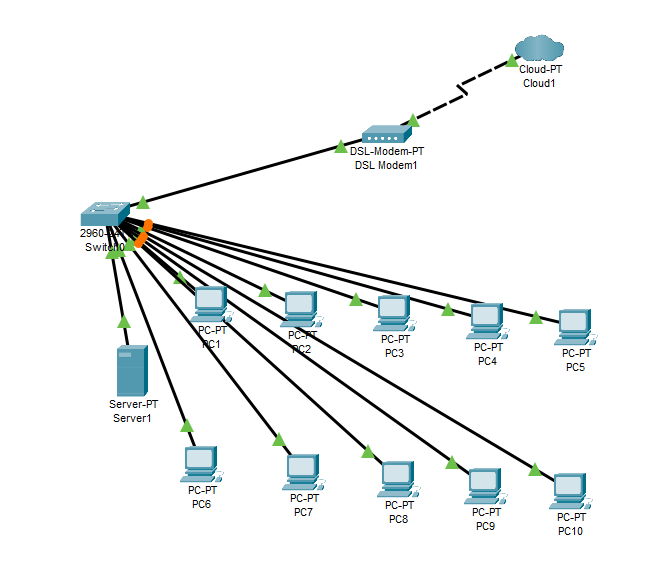 Cloud-PT
Cloud1
DSL-Modem-PT
DSL Modem1
Switch0
PC-PT
PC1
PC-PT
PC2
PC-PT
PC3
PC-PT
PC4
PC-PT
PC5
Server-PT
Server1
PC-PT
PC6
PC-PT
PC7
PC-PT
PC8
PC-PT
PC9
PC-PT
PC10